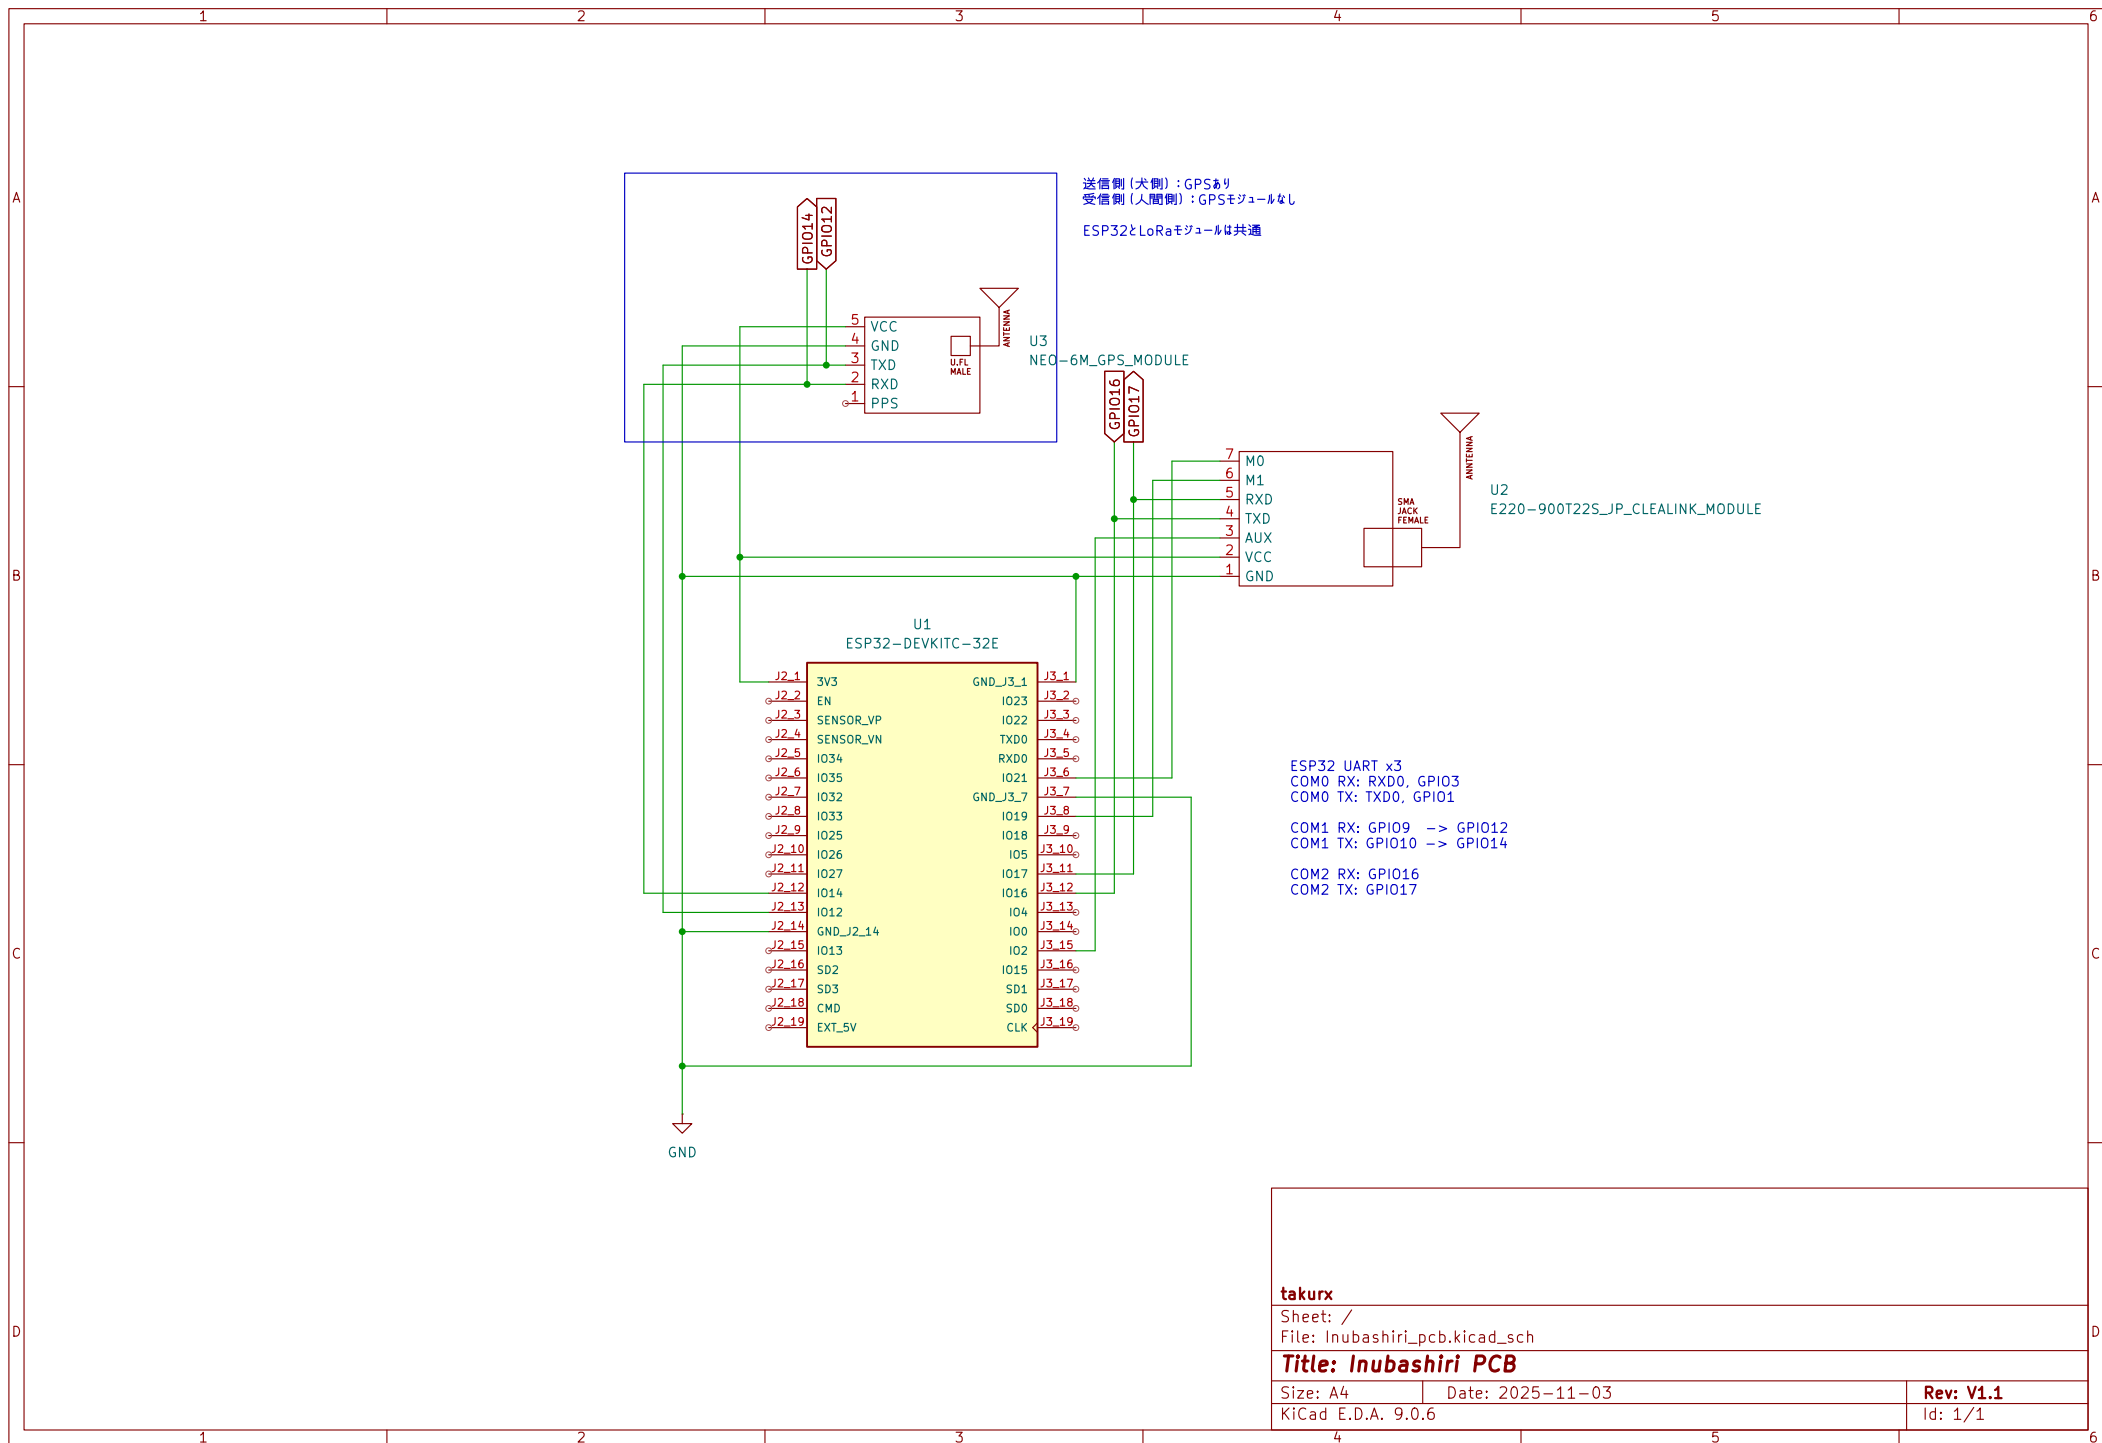 1 2 3 4 5 6
A A
B B
C C
D D
送信側(犬側):GPSあり
受信側(人間側):GPSモジュールなし
ESP32とLoRaモジュールは共通
GPIO14
GPIO12
ANTENNA
5 VCC
4 GND
3 TXD
2 RXD
1 PPS
U.FL
MALE
U3
NEO-6M_GPS_MODULE
GPIO16
GPIO17
7 M0
6 M1
5 RXD
4 TXD
3 AUX
2 VCC
1 GND
SMA
JACK
FEMALE
ANNTENNA
U2
E220-900T22S_JP_CLEALINK_MODULE
U1
ESP32-DEVKITC-32E
J2_1 3V3 GND_J3_1 J3_1
J2_2 EN IO23 J3_2
J2_3 SENSOR_VP IO22 J3_3
J2_4 SENSOR_VN TXD0 J3_4
J2_5 IO34 RXD0 J3_5
J2_6 IO35 IO21 J3_6
J2_7 IO32 GND_J3_7 J3_7
J2_8 IO33 IO19 J3_8
J2_9 IO25 IO18 J3_9
J2_10 IO26 IO5 J3_10
J2_11 IO27 IO17 J3_11
J2_12 IO14 IO16 J3_12
J2_13 IO12 IO4 J3_13
J2_14 GND_J2_14 IO0 J3_14
J2_15 IO13 IO2 J3_15
J2_16 SD2 IO15 J3_16
J2_17 SD3 SD1 J3_17
J2_18 CMD SD0 J3_18
J2_19 EXT_5V CLK J3_19
GND
ESP32 UART x3
COM0 RX: RXD0, GPIO3
COM0 TX: TXD0, GPIO1
COM1 RX: GPIO9 -> GPIO12
COM1 TX: GPIO10 -> GPIO14
COM2 RX: GPIO16
COM2 TX: GPIO17
takurx
Sheet: /
File: Inubashiri_pcb.kicad_sch
Title: Inubashiri PCB
Size: A4 Date: 2025-11-03 Rev: V1.1
KiCad E.D.A. 9.0.6 Id: 1/1
1 2 3 4 5 6